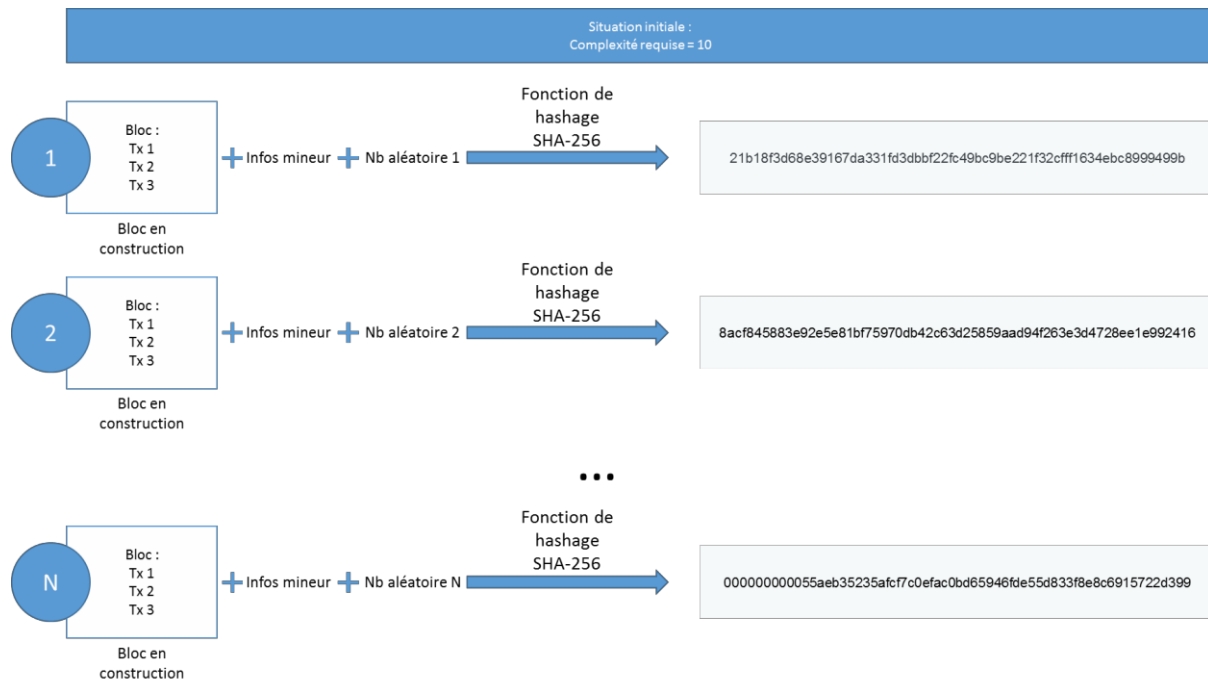 Situation initiale :
Complexité requise = 10
1
Bloc :
Tx 1
Tx 2
Tx 3
Bloc en
construction
+ Infos mineur + Nb aléatoire 1
Fonction de
hashage
SHA-256
21b18f3d68e39167da331fd3dbbf22fc49bc9be221f32cfff1634ebc8999499b
2
Bloc :
Tx 1
Tx 2
Tx 3
Bloc en
construction
+ Infos mineur + Nb aléatoire 2
Fonction de
hashage
SHA-256
8acf845883e92e5e81bf75970db42c63d25859aad94f263e3d4728ee1e992416
...
N
Bloc :
Tx 1
Tx 2
Tx 3
Bloc en
construction
+ Infos mineur + Nb aléatoire N
Fonction de
hashage
SHA-256
000000000055aeb35235afcf7c0efac0bd65946fde55d833f8e8c6915722d399